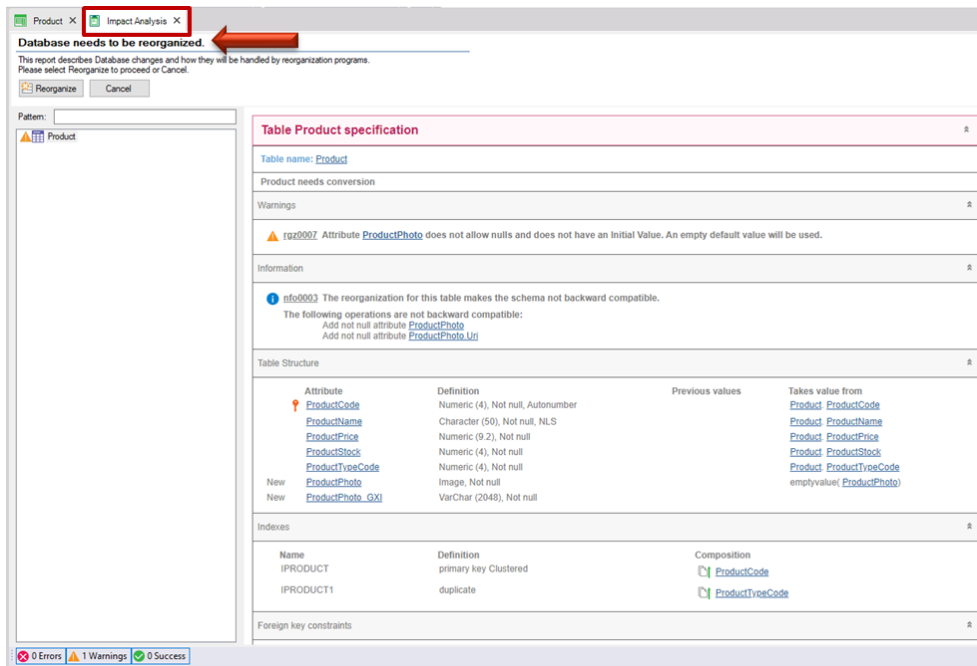 Product
Impact Analysis
Database needs to be reorganized.
This report describes Database changes and how they will be handled by reorganization programs.
Please select Reorganize to proceed or Cancel.
Reorganize Cancel
Pattern:
Product
Table Product specification
Table name: Product
Product needs conversion
Warnings
rgz0007 Attribute ProductPhoto does not allow nulls and does not have an Initial Value. An empty default value will be used.
Information
nfo0003 The reorganization for this table makes the schema not backward compatible.
The following operations are not backward compatible:
Add not null attribute ProductPhoto
Add not null attribute ProductPhoto.Uri
Table Structure
Attribute Definition Previous values Takes value from
ProductCode Numeric (4), Not null, Autonumber Product. ProductCode
ProductName Character (50), Not null, NLS Product. ProductName
ProductPrice Numeric (9.2), Not null Product. ProductPrice
ProductStock Numeric (4), Not null Product. ProductStock
ProductTypeCode Numeric (4), Not null Product. ProductTypeCode
New ProductPhoto Image, Not null emptyvalue( ProductPhoto)
New ProductPhoto_GXI VarChar (2048), Not null
Indexes
Name Definition Composition
IPRODUCT primary key Clustered ProductCode
IPRODUCT1 duplicate ProductTypeCode
Foreign key constraints
0 Errors 1 Warnings 0 Success